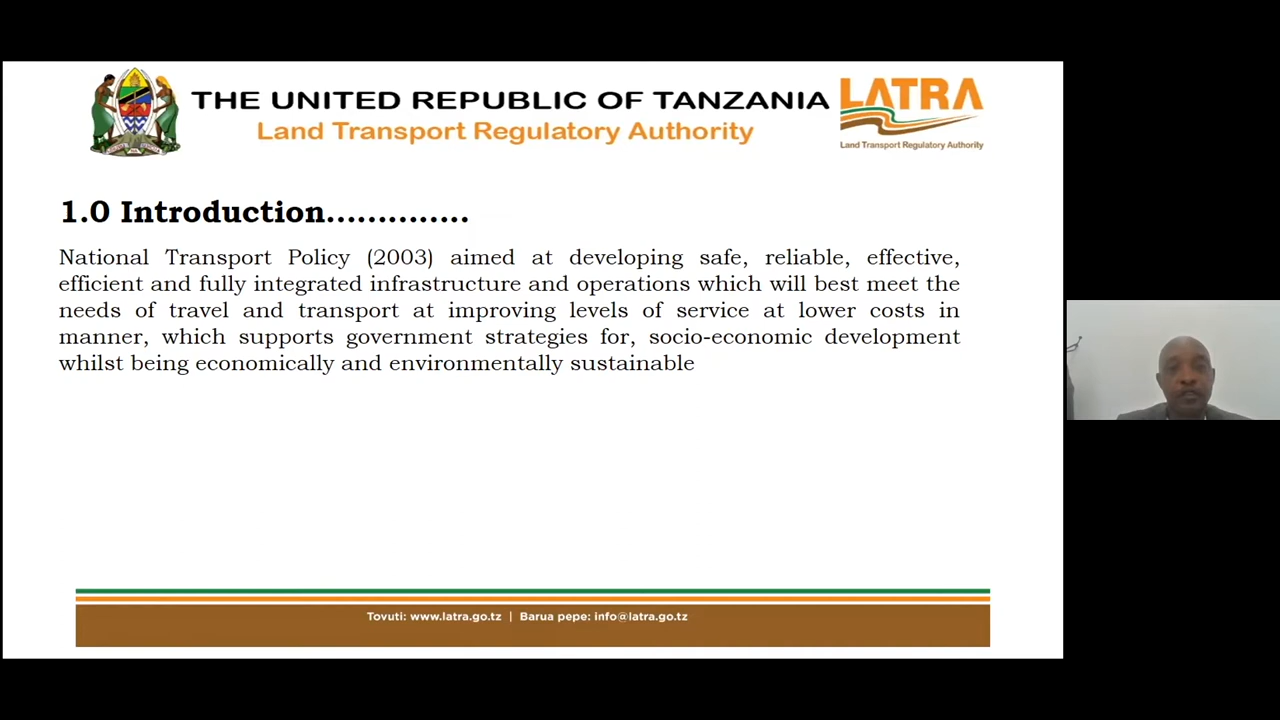 THE UNITED REPUBLIC OF TANZANIA
Land Transport Regulatory Authority
LATRA
Land Transport Regulatory Authority
1.0 Introduction..............
National Transport Policy (2003) aimed at developing safe, reliable, effective,
efficient and fully integrated infrastructure and operations which will best meet the
needs of travel and transport at improving levels of service at lower costs in
manner, which supports government strategies for, socio-economic development
whilst being economically and environmentally sustainable
Tovuti: www.latra.go.tz | Barua pepe: info@latra.go.tz